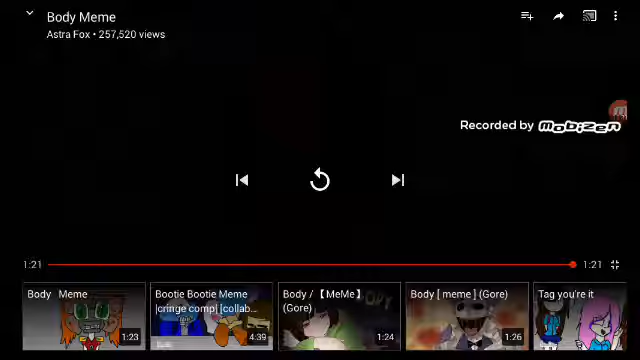 Body Meme
Astra Fox • 257,520 views
Recorded by mobizen
1:21
1:21
Body Meme
1:23
Bootie Bootie Meme
|cringe comp| [collab...
4:39
Body / 【MeMe】
(Gore)
1:24
Body [ meme ] (Gore)
1:26
Tag you're it